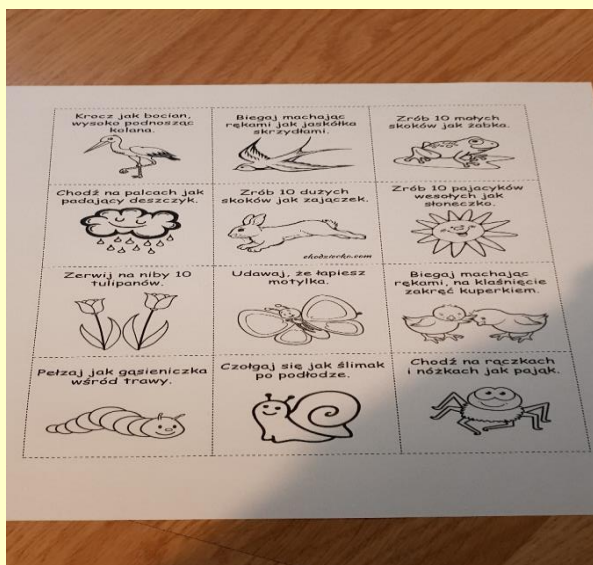 Krocz jak bocian,
wysoko podnosząc
kolana.
Biegaj machając
rękami jak jaskółka
skrzydłami.
Zrób 10 małych
skoków jak żabka.
Chodź na palcach jak
padający deszczyk.
Zrób 10 dużych
skoków jak zajączek.
ekodziecko.com
Zrób 10 pajacyków
wesołych jak
słoneczko.
Zerwij na niby 10
tulipanów.
Udawaj, że łapiesz
motylka.
Biegaj machając
rękami, na klaśnięcie
zakręć kuperkiem.
Pełzaj jak gąsieniczka
wśród trawy.
Czołgaj się jak ślimak
po podłodze.
Chodź na rączkach
i nóżkach jak pająk.